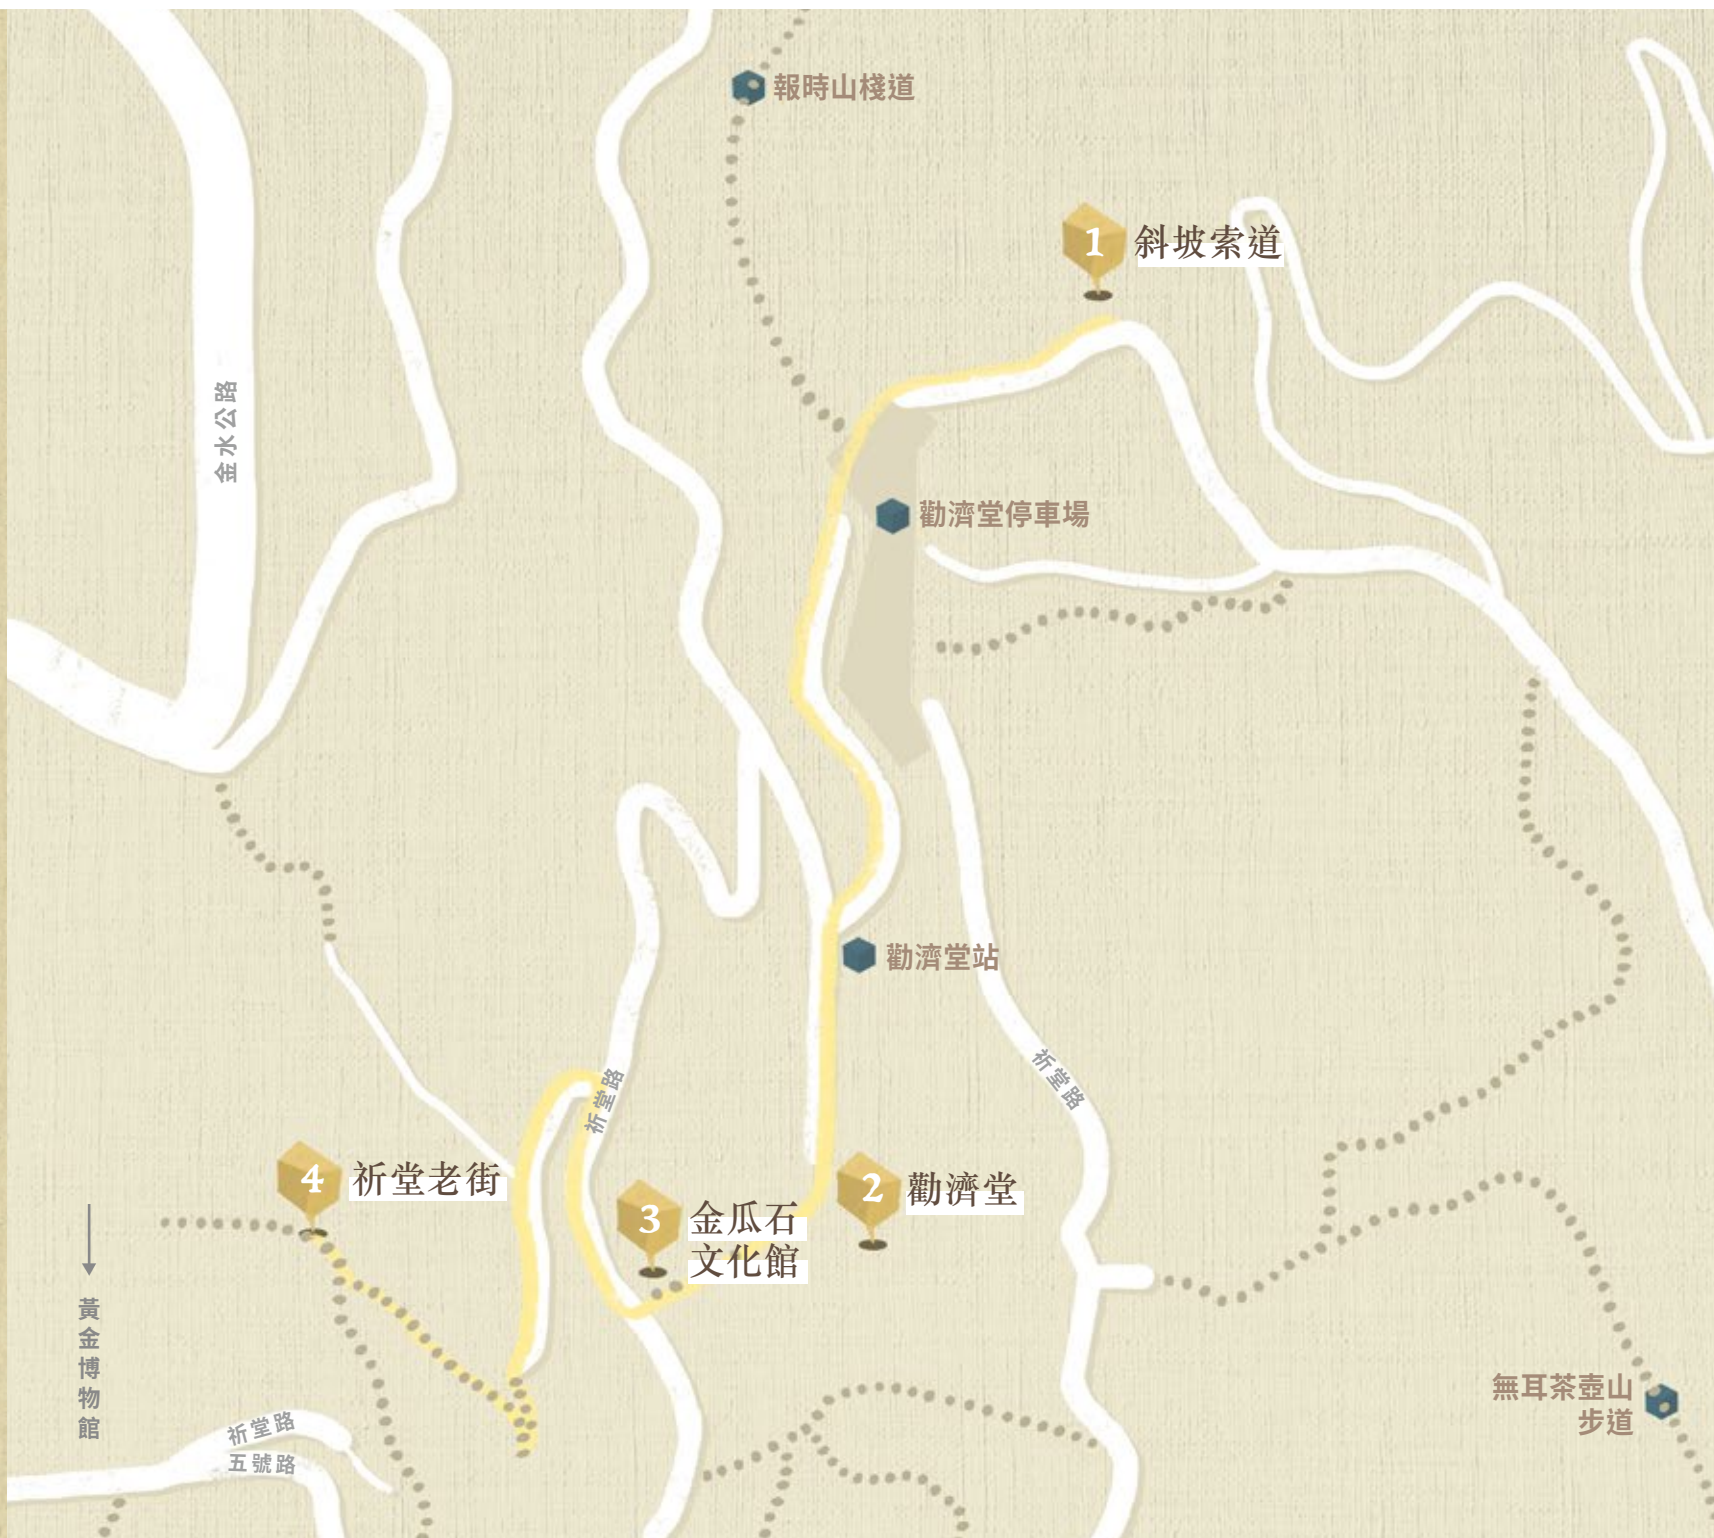 報時山棧道
1
斜坡索道
金水公路
勸濟堂停車場
勸濟堂站
祈堂路
祈堂路
4
祈堂老街
3
金瓜石
文化館
2
勸濟堂
黃金博物館
無耳茶壺山
步道
祈堂路
五號路